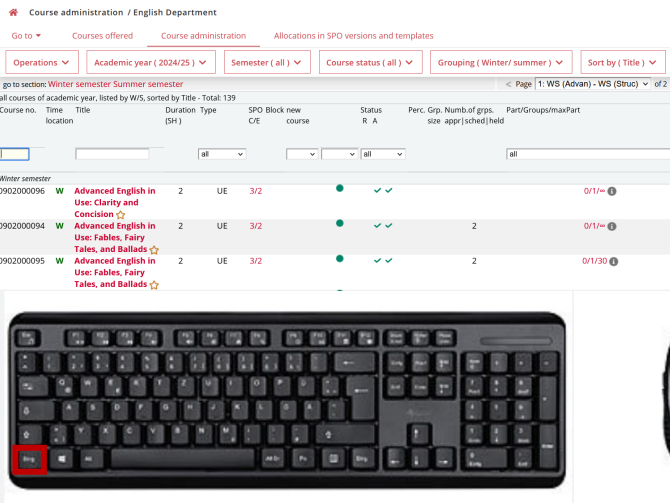 Course administration / English Department
Go to Courses offered Course administration Allocations in SPO versions and templates
Operations Academic year ( 2024/25 ) Semester ( all ) Course status ( all ) Grouping ( Winter/ summer ) Sort by ( Title )
go to section: Winter semester Summer semester < Page 1: WS (Advan) - WS (Struc) of 2
all courses of academic year, listed by W/S, sorted by Title - Total: 139
Course no. Time Title Duration Type SPO Block new Status Perc. Grp. Numb.of grps. Part/Groups/maxPart
location (SH ) C/E course R A size appr|sched|held
all all all
Winter semester
0902000096 W Advanced English in 2 UE 3/2 0/1/∞
Use: Clarity and
Concision
0902000094 W Advanced English in 2 UE 3/2 2 0/1/∞
Use: Fables, Fairy
Tales, and Ballads
0902000095 W Advanced English in 2 UE 3/2 2 0/1/30
Use: Fables, Fairy
Tales, and Ballads
Q W E R T Z U I O P Ü
A S D F G H J K L Ö Ä
Y X C V B N M
Strg Alt Alt Gr Fn Strg